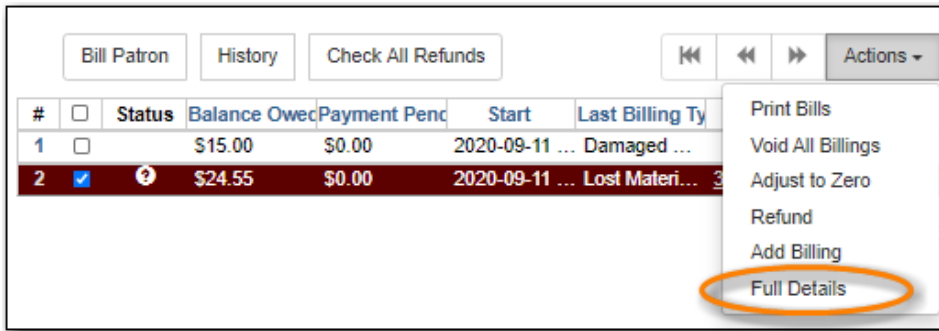 Bill Patron History Check All Refunds Actions
# Status Balance Owed Payment Pend Start Last Billing Ty
1 $15.00 $0.00 2020-09-11 ... Damaged ...
2 $24.55 $0.00 2020-09-11 ... Lost Materi... 3
Print Bills
Void All Billings
Adjust to Zero
Refund
Add Billing
Full Details